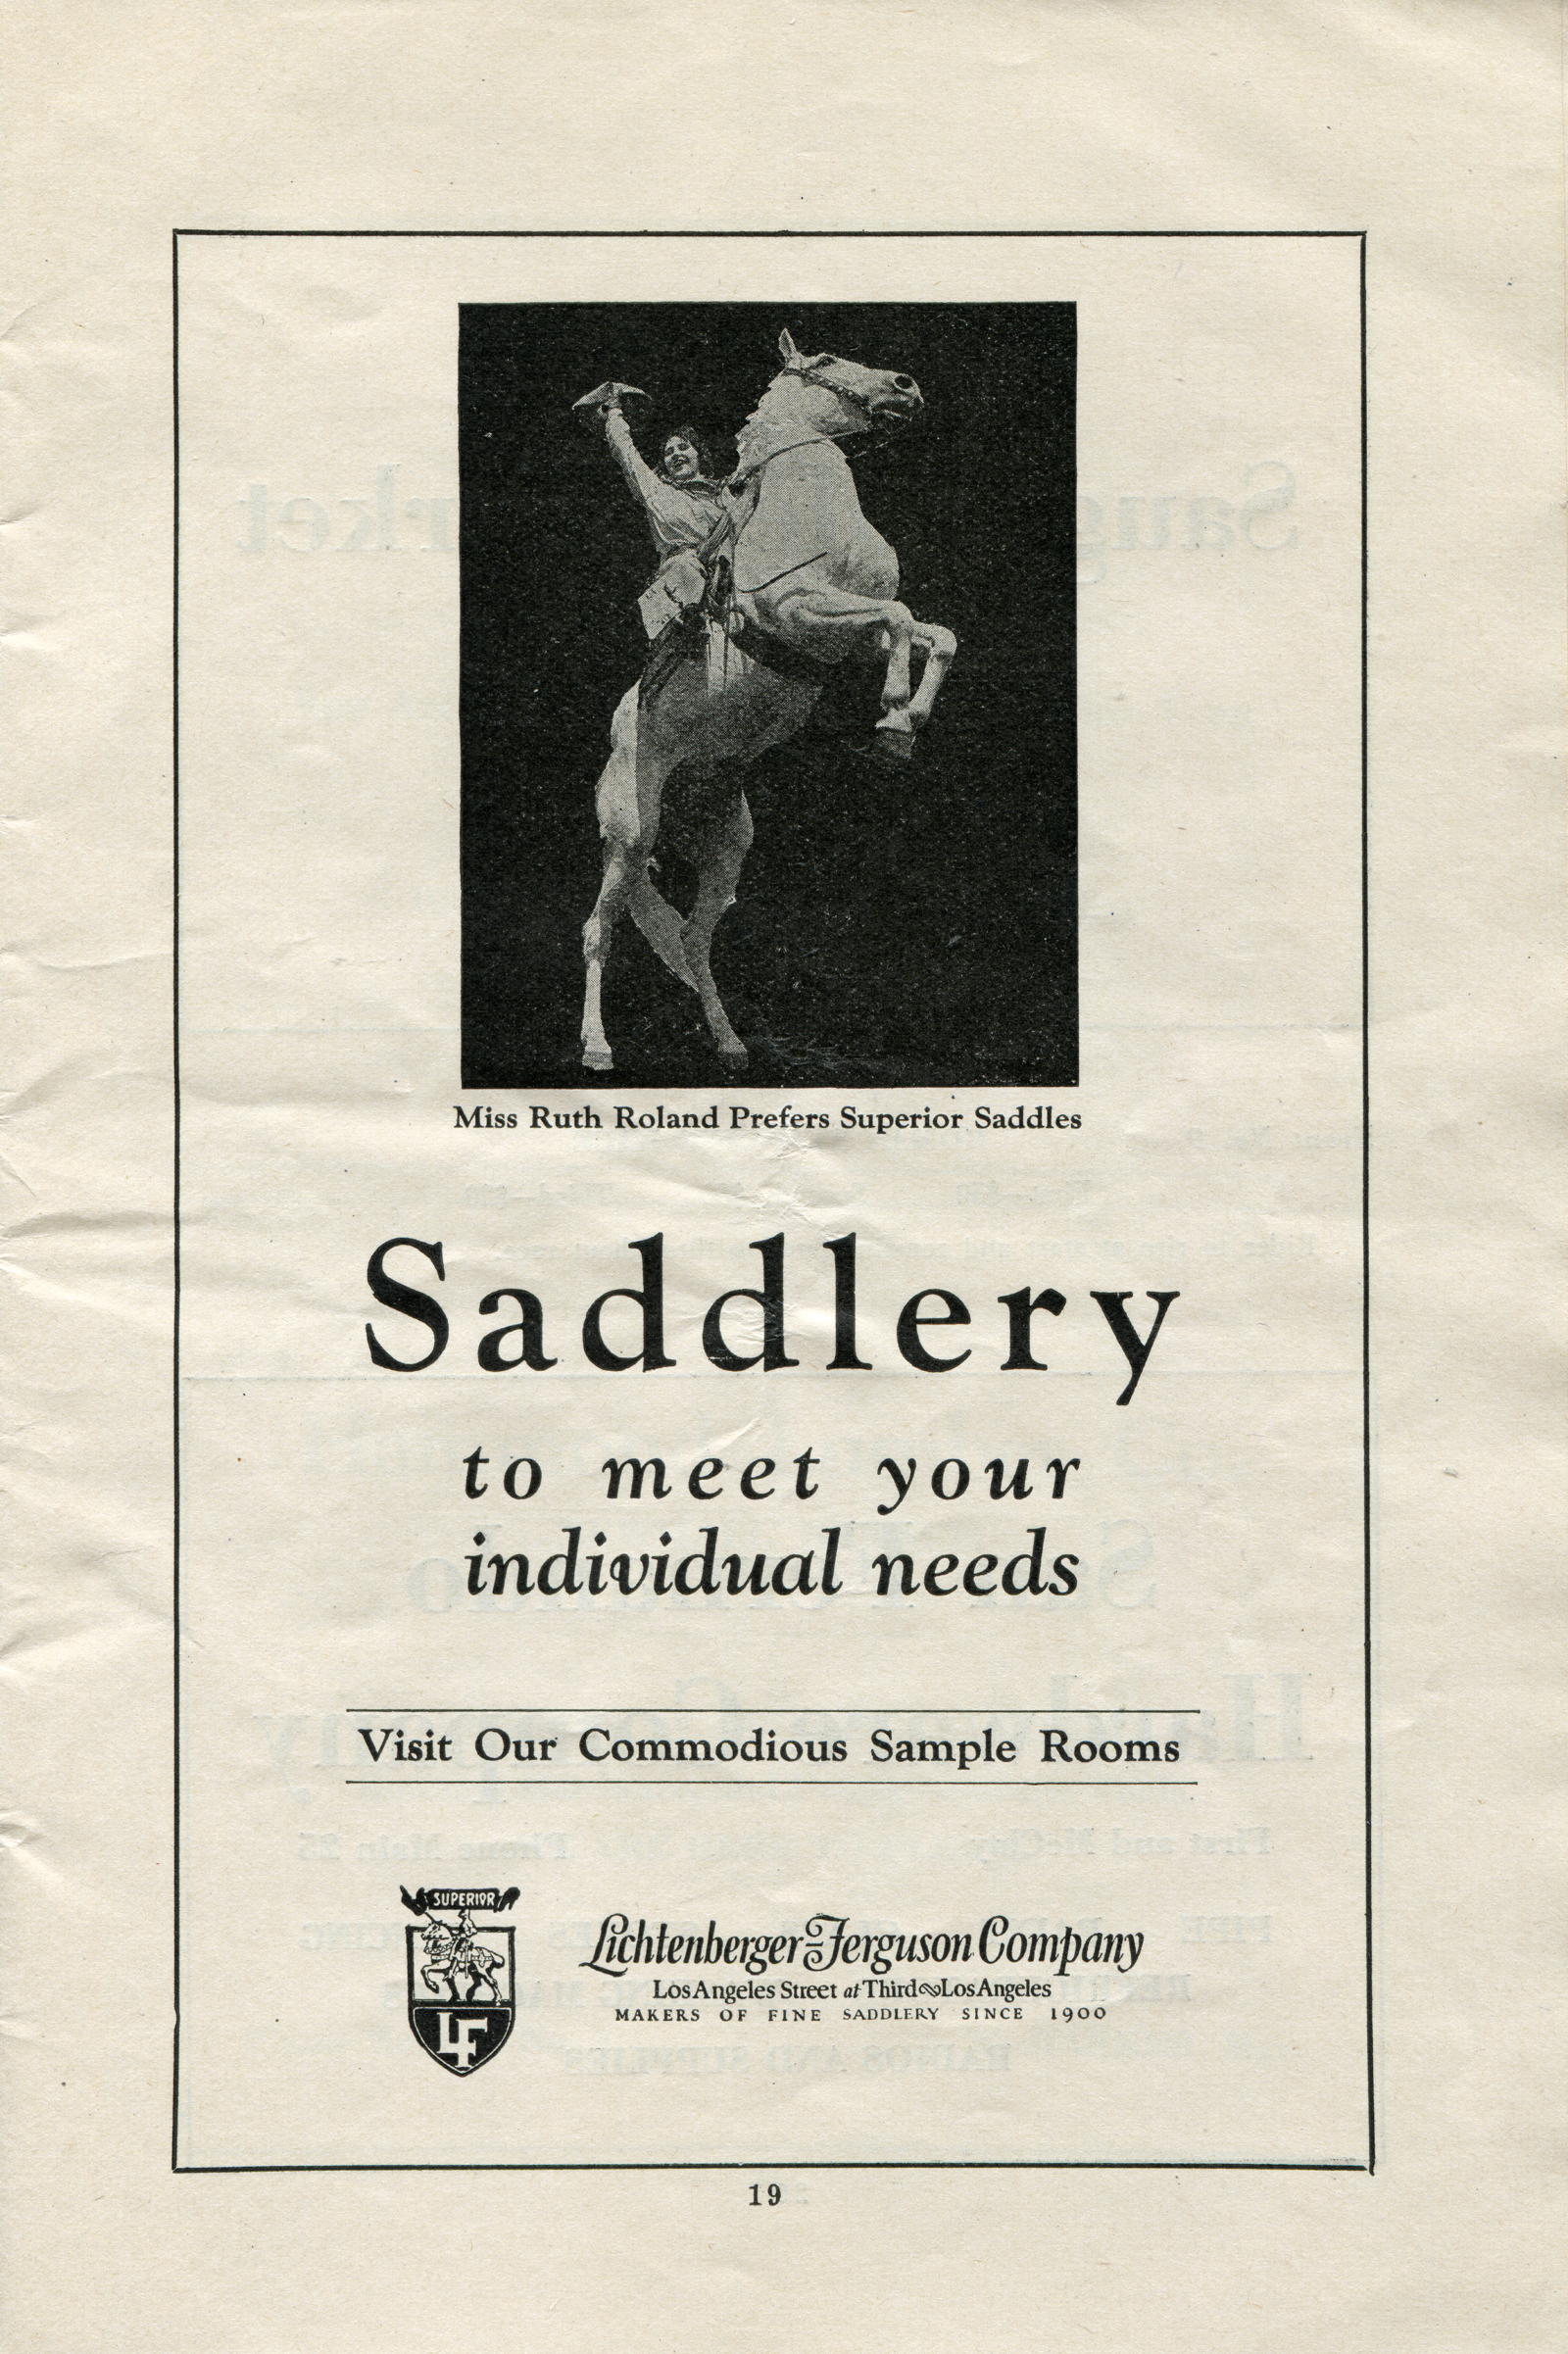 Miss Ruth Roland Prefers Superior Saddles
Saddlery
to meet your
individual needs
Visit Our Commodious Sample Rooms
SUPERIOR
LF
Lichtenberger-Ferguson Company
Los Angeles Street at Third Los Angeles
MAKERS OF FINE SADDLERY SINCE 1900
19